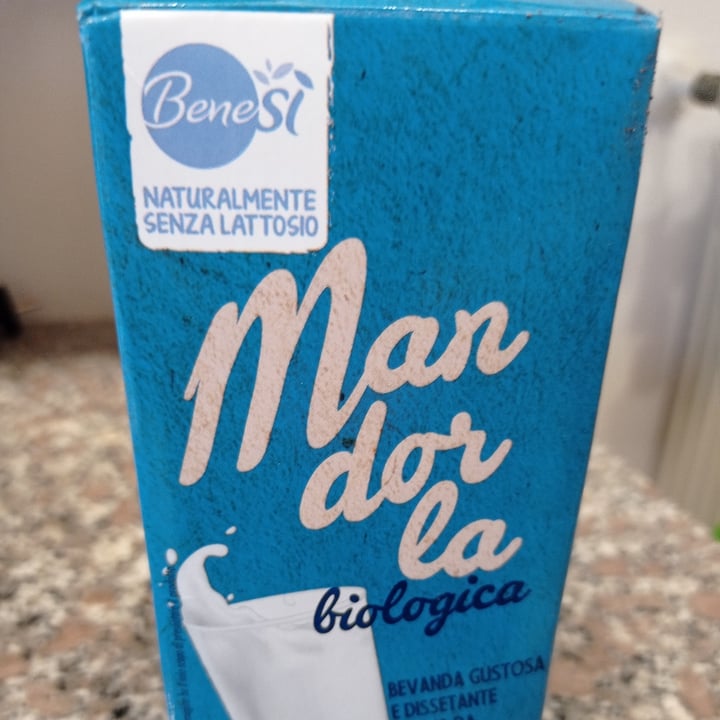 BeneSì
NATURALMENTE
SENZA LATTOSIO
Man
dor
la
biologica
BEVANDA GUSTOSA
E DISSETANTE